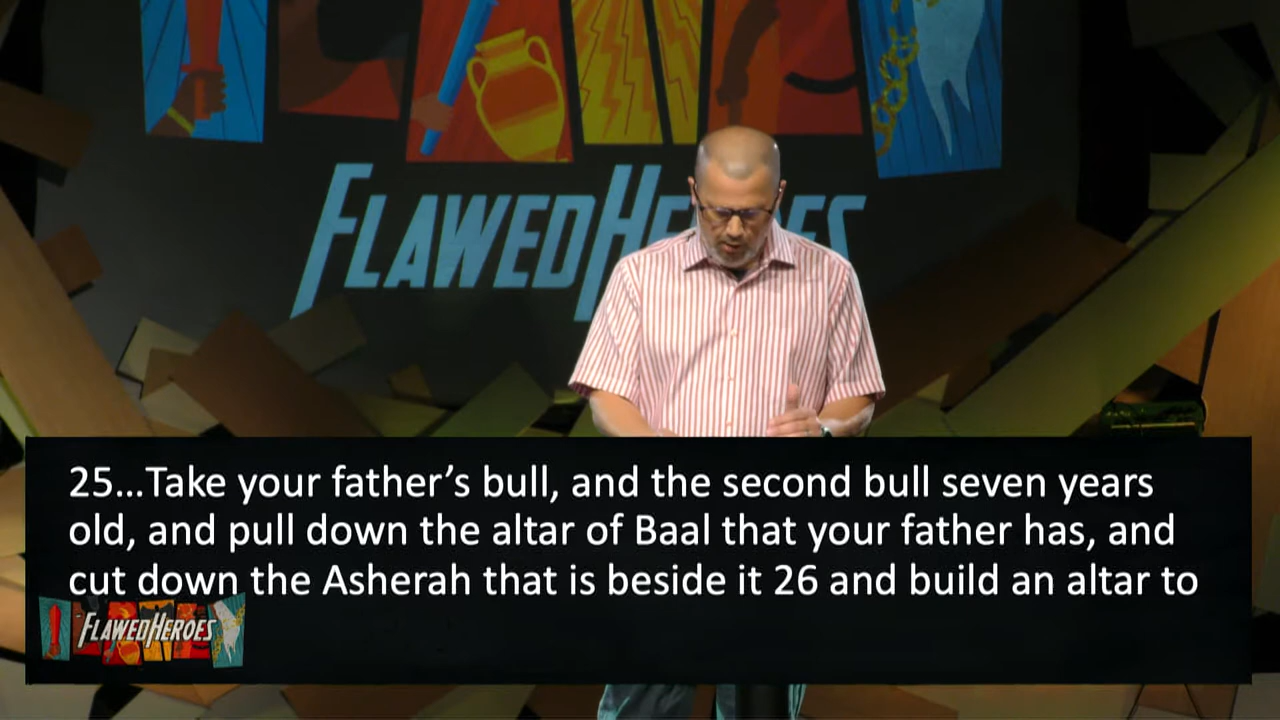 FLAWEDHEROES
25...Take your father's bull, and the second bull seven years
old, and pull down the altar of Baal that your father has, and
cut down the Asherah that is beside it 26 and build an altar to
FLAWEDHEROES